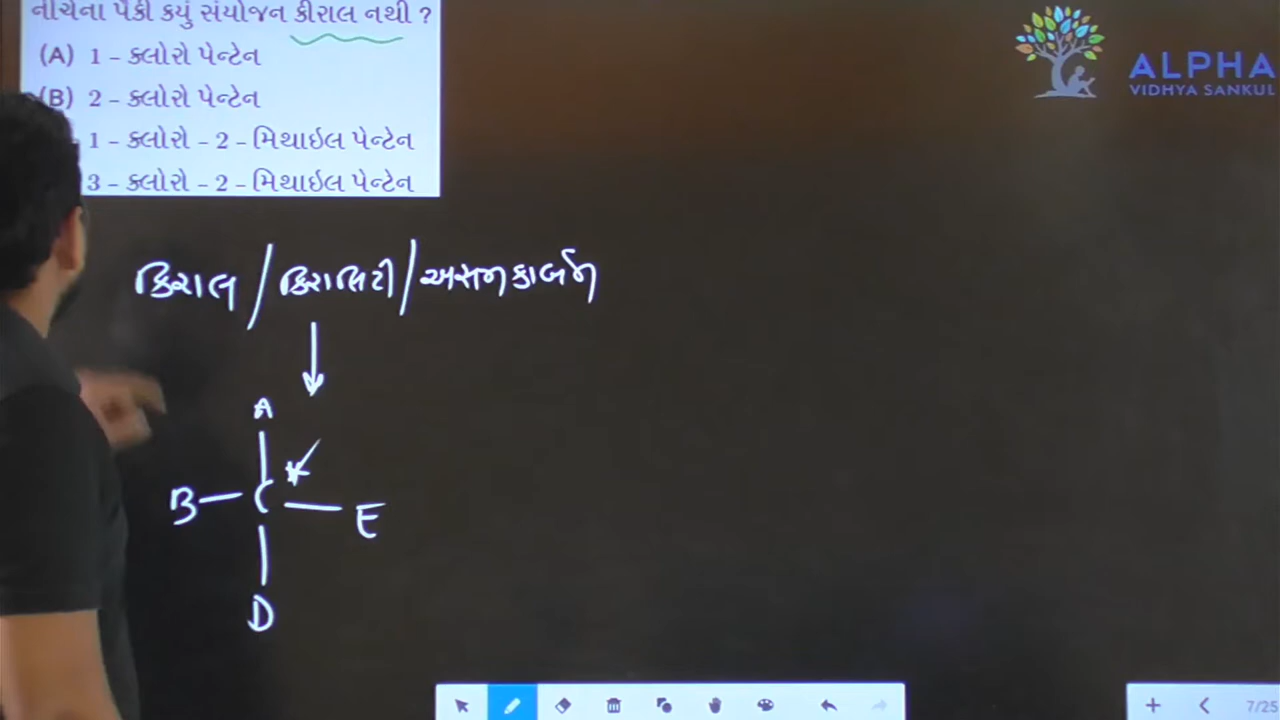 નીચેના પૈકી કયું સંયોજન કીરાલ નથી ?
(A) 1 – ક્લોરો પેન્ટેન
(B) 2 – ક્લોરો પેન્ટેન
1 – ક્લોરો – 2 – મિથાઇલ પેન્ટેન
3 – ક્લોરો – 2 – મિથાઇલ પેન્ટેન
ALPHA
VIDHYA SANKUL
કિરાલ / કિરાલિટી / અસમ કાર્બન
A
B C * E
D
7/25